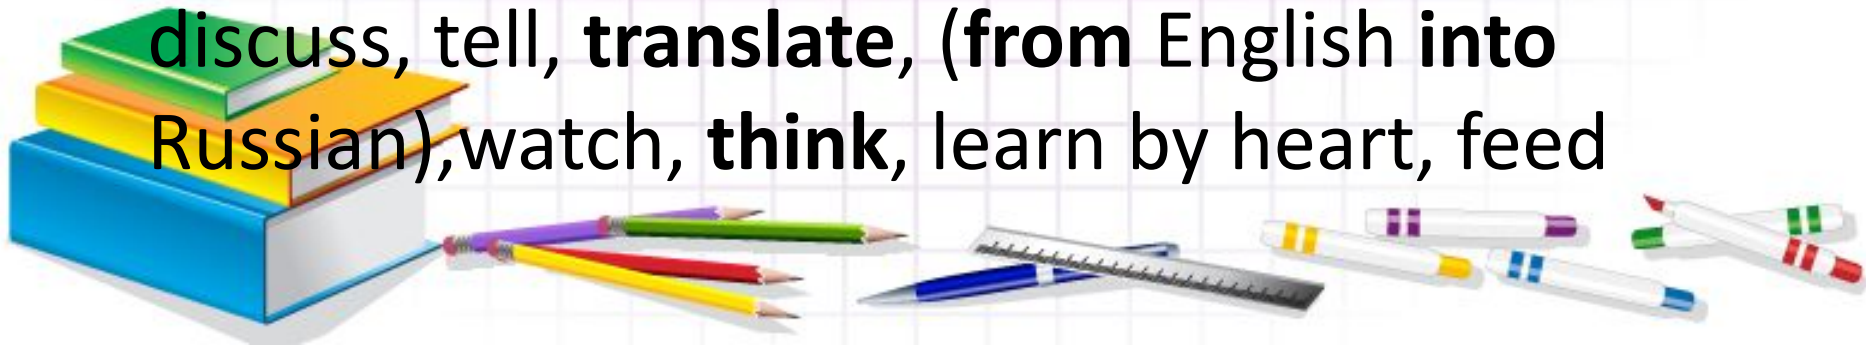 discuss, tell, translate, (from English into
Russian),watch, think, learn by heart, feed